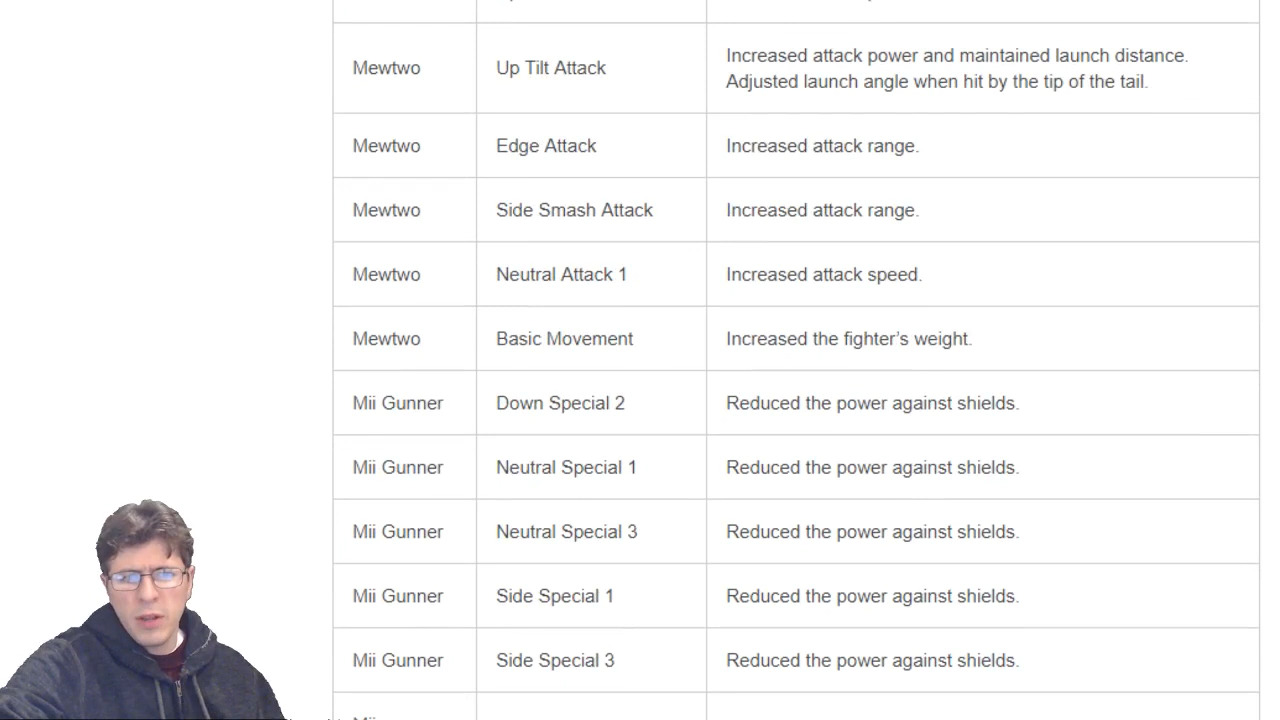 Mewtwo Up Tilt Attack Increased attack power and maintained launch distance.
Adjusted launch angle when hit by the tip of the tail.
Mewtwo Edge Attack Increased attack range.
Mewtwo Side Smash Attack Increased attack range.
Mewtwo Neutral Attack 1 Increased attack speed.
Mewtwo Basic Movement Increased the fighter’s weight.
Mii Gunner Down Special 2 Reduced the power against shields.
Mii Gunner Neutral Special 1 Reduced the power against shields.
Mii Gunner Neutral Special 3 Reduced the power against shields.
Mii Gunner Side Special 1 Reduced the power against shields.
Mii Gunner Side Special 3 Reduced the power against shields.
Mii